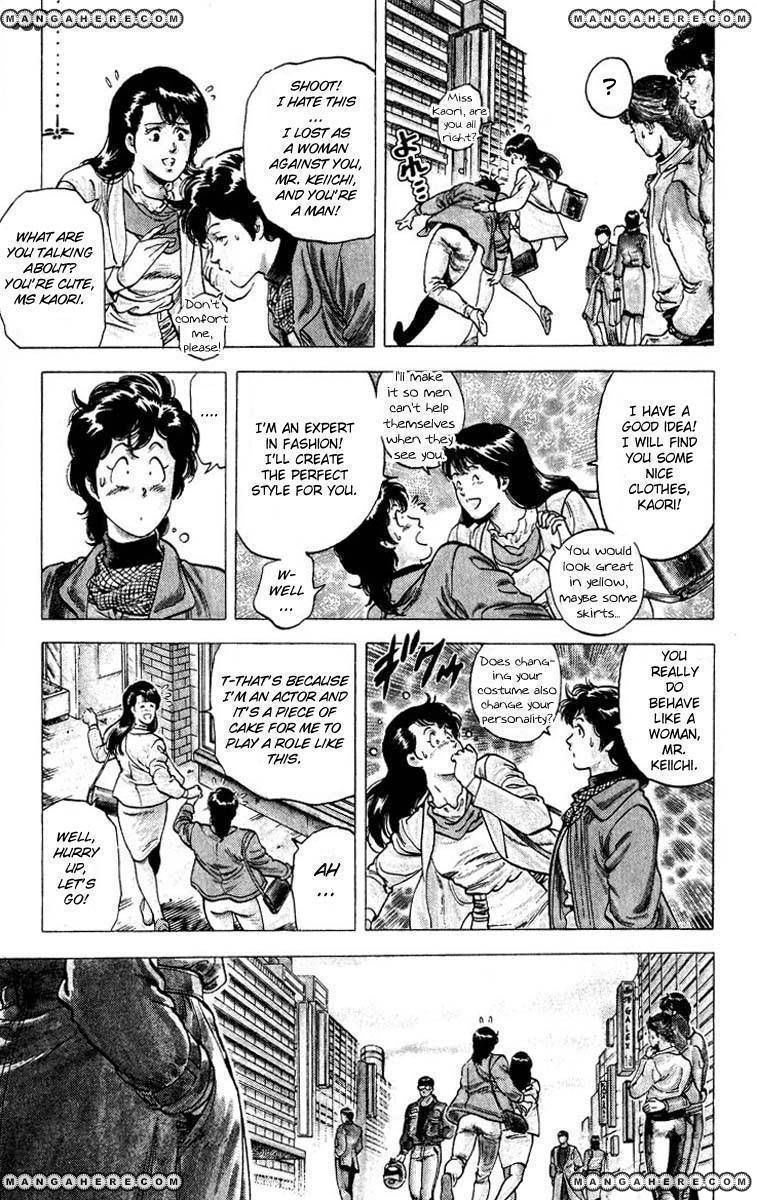 MANGAHERE.COM
MANGAHERE.COM
?
Miss
Kaori, are
you all
right?
よれ…
SHOOT!
I HATE THIS
...
I LOST AS
A WOMAN
AGAINST YOU,
MR. KEIICHI,
AND YOU'RE
A MAN!
WHAT ARE
YOU TALKING
ABOUT?
YOU'RE CUTE,
MS KAORI.
Don't
comfort
me,
please!
I HAVE A
GOOD IDEA!
I WILL FIND
YOU SOME
NICE
CLOTHES,
KAORI!
I'll make
it so men
can't help
themselves
when they
see you.
You would
look great
in yellow,
maybe some
skirts...
I'M AN EXPERT
IN FASHION!
I'LL CREATE
THE PERFECT
STYLE FOR YOU.
W-
WELL
...
....
YOU
REALLY
DO
BEHAVE
LIKE A
WOMAN,
MR.
KEIICHI.
Does chang-
ing your
costume also
change your
personality?
ギクッ
T-THAT'S BECAUSE
I'M AN ACTOR AND
IT'S A PIECE OF
CAKE FOR ME TO
PLAY A ROLE LIKE
THIS.
AH
...
WELL,
HURRY
UP,
LET'S
GO!
GALEX
MANGAHERE.COM
MANGAHERE.COM